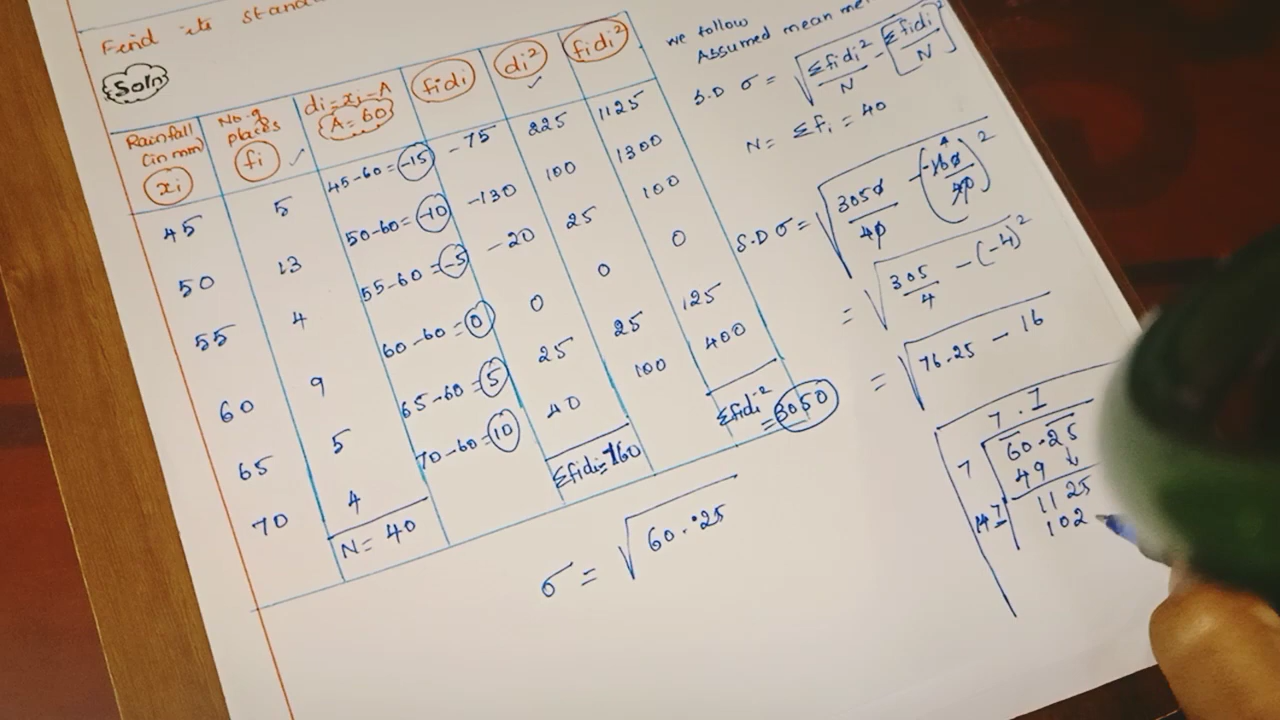 Find its
Soln
Rainfall (in mm) xi
No. of places fi ✓
di = xi - A A = 60
fidi
di² ✓
fidi²
45 5 45-60 = -15 -75 225 1125
50 13 50-60 = -10 -130 100 1300
55 4 55-60 = -5 -20 25 100
60 9 60-60 = 0 0 0 0
65 5 65-60 = 5 25 25 125
70 4 70-60 = 10 40 100 400
N = 40 Σfidi = -160 Σfidi² = 3050
we follow
Assumed mean
S.D σ = √(Σfidi²/N - [Σfidi/N]²)
N = Σfi = 40
S.D σ = √(3050/40 - (-160/40)²)
4
= √(305/4 - (-4)²)
= √(76.25 - 16)
σ = √60.25
7.7
7 60.25
49 ↓
147 1125
102